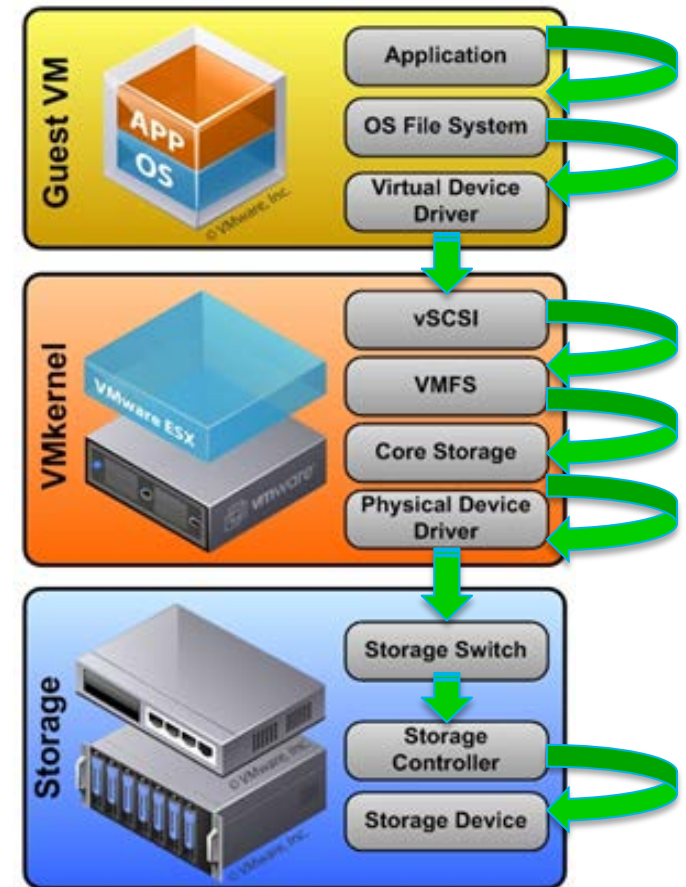 Guest VM
APP
OS
© VMware, Inc.
Application
OS File System
Virtual Device
Driver
VMkernel
VMware ESX
vmware
vSCSI
VMFS
Core Storage
Physical Device
Driver
Storage
© VMware, Inc.
© VMware, Inc.
Storage Switch
Storage
Controller
Storage Device